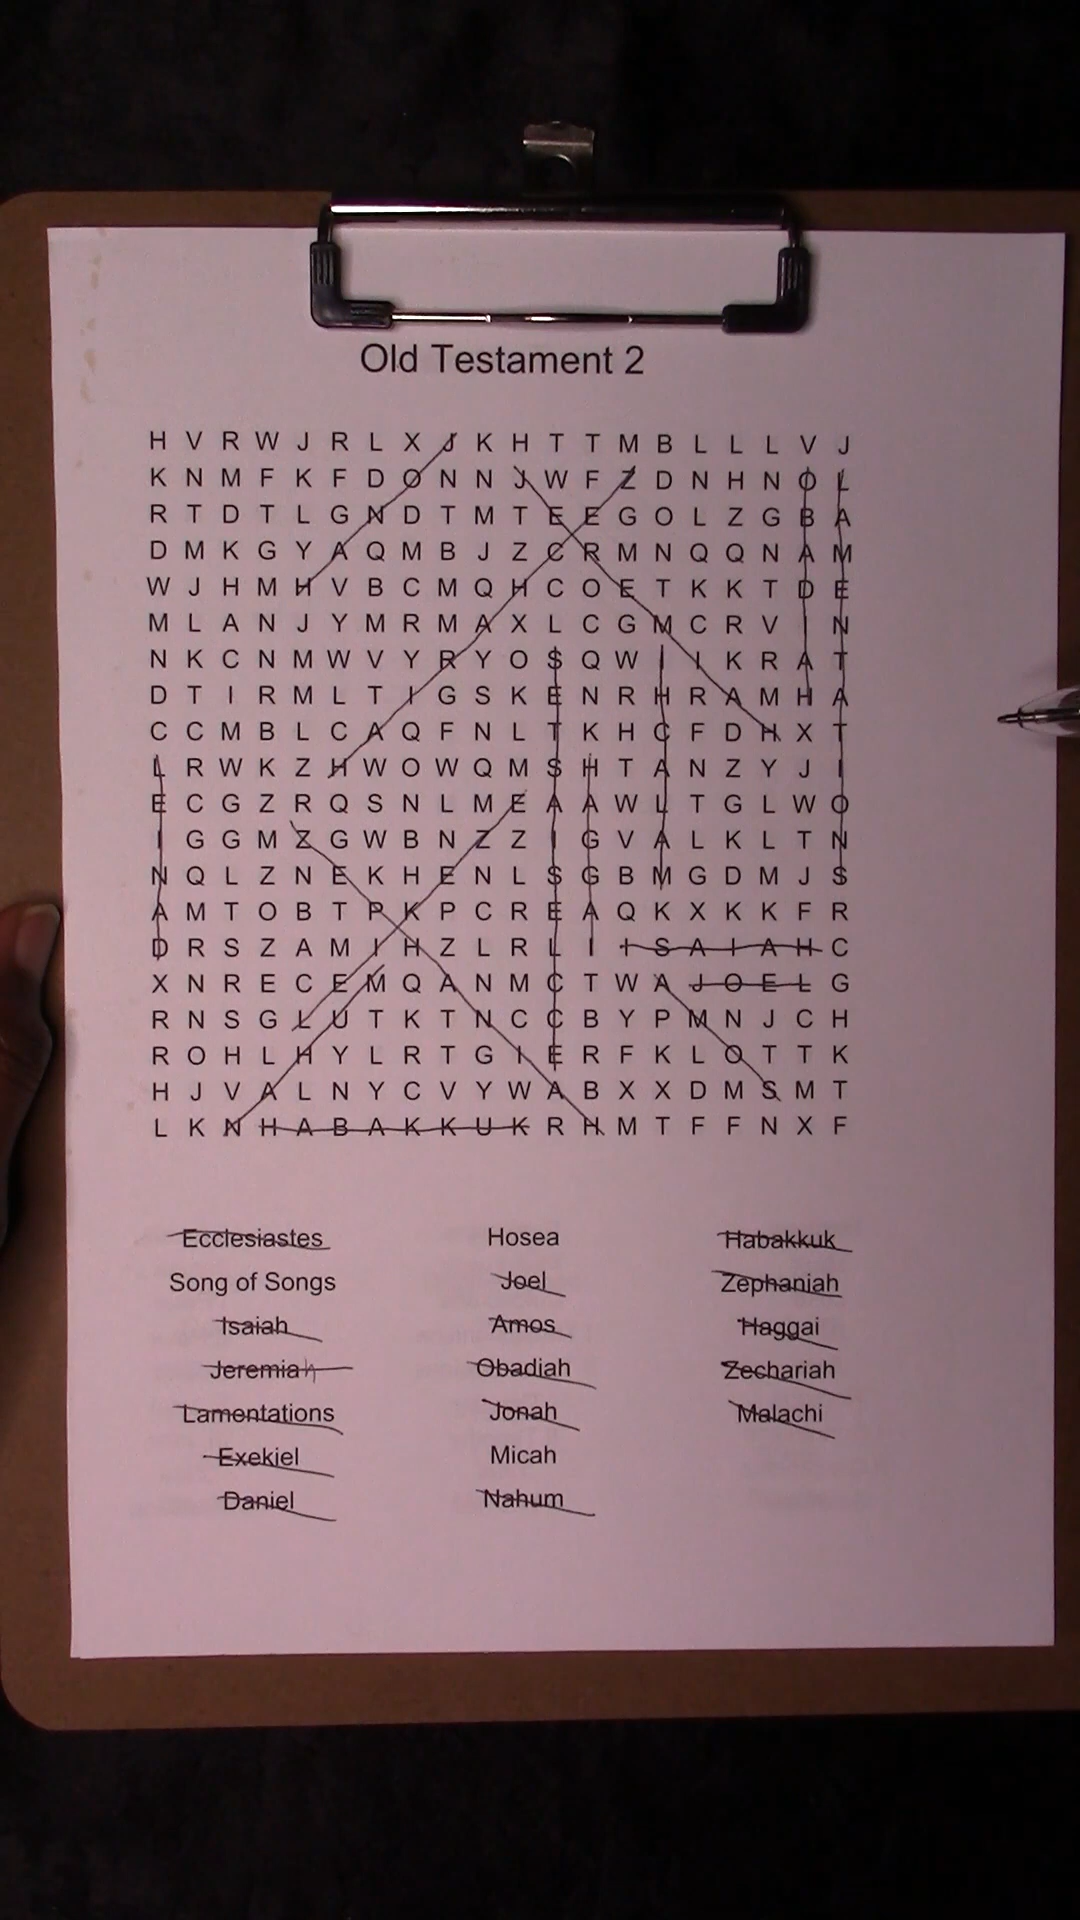 Old Testament 2
H V R W J R L X J K H T T M B L L L V J
K N M F K F D O N N J W F Z D N H N O L
R T D T L G N D T M T E E G O L Z G B A
D M K G Y A Q M B J Z C R M N Q Q N A M
W J H M H V B C M Q H C O E T K K T D E
M L A N J Y M R M A X L C G M C R V I N
N K C N M W V Y R Y O S Q W I I K R A T
D T I R M L T I G S K E N R H R A M H A
C C M B L C A Q F N L T K H C F D H X T
L R W K Z H W O W Q M S H T A N Z Y J I
E C G Z R Q S N L M E A A W L T G L W O
I G G M Z G W B N Z Z I G V A L K L T N
N Q L Z N E K H E N L S G B M G D M J S
A M T O B T P K P C R E A Q K X K K F R
D R S Z A M I H Z L R L I I S A I A H C
X N R E C E M Q A N M C T W A J O E L G
R N S G L U T K T N C C B Y P M N J C H
R O H L H Y L R T G I E R F K L O T T K
H J V A L N Y C V Y W A B X X D M S M T
L K N H A B A K K U K R H M T F F N X F
Ecclesiastes Hosea Habakkuk
Song of Songs Joel Zephaniah
Isaiah Amos Haggai
Jeremiah Obadiah Zechariah
Lamentations Jonah Malachi
Exekiel Micah
Daniel Nahum